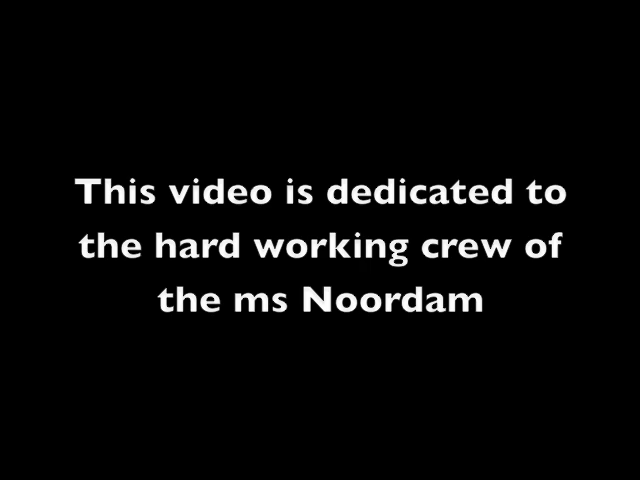 This video is dedicated to
the hard working crew of
the ms Noordam